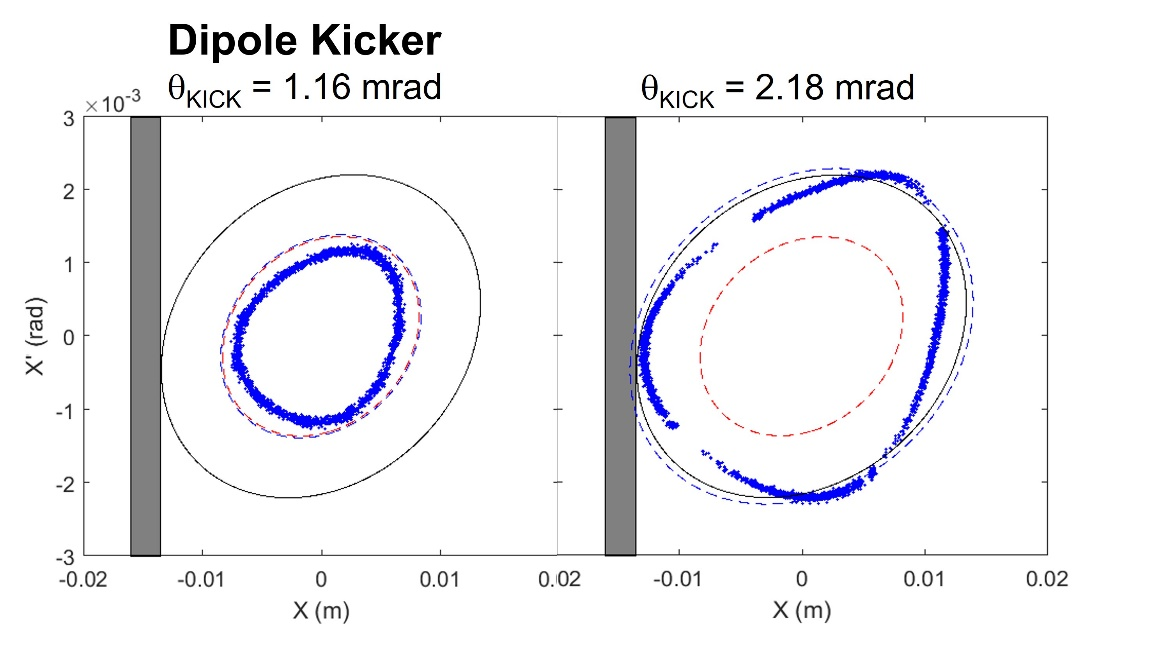 Dipole Kicker
θKICK = 1.16 mrad
θKICK = 2.18 mrad
×10-3
3
2
1
0
-1
-2
-3
X' (rad)
-0.02
-0.01
0
0.01
0.02
-0.01
0
0.01
0.02
X (m)
X (m)